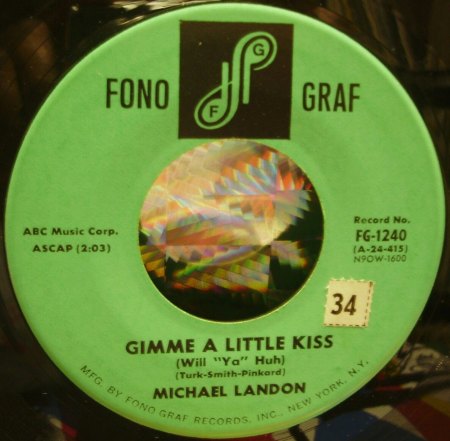 FONO GRAF
F G
ABC Music Corp.
ASCAP (2:03)
Record No.
FG-1240
(A-24-415)
N9OW-1600
34
GIMME A LITTLE KISS
(Will "Ya" Huh)
(Turk-Smith-Pinkard)
MICHAEL LANDON
MFG. BY FONO GRAF RECORDS, INC. NEW YORK, N.Y.